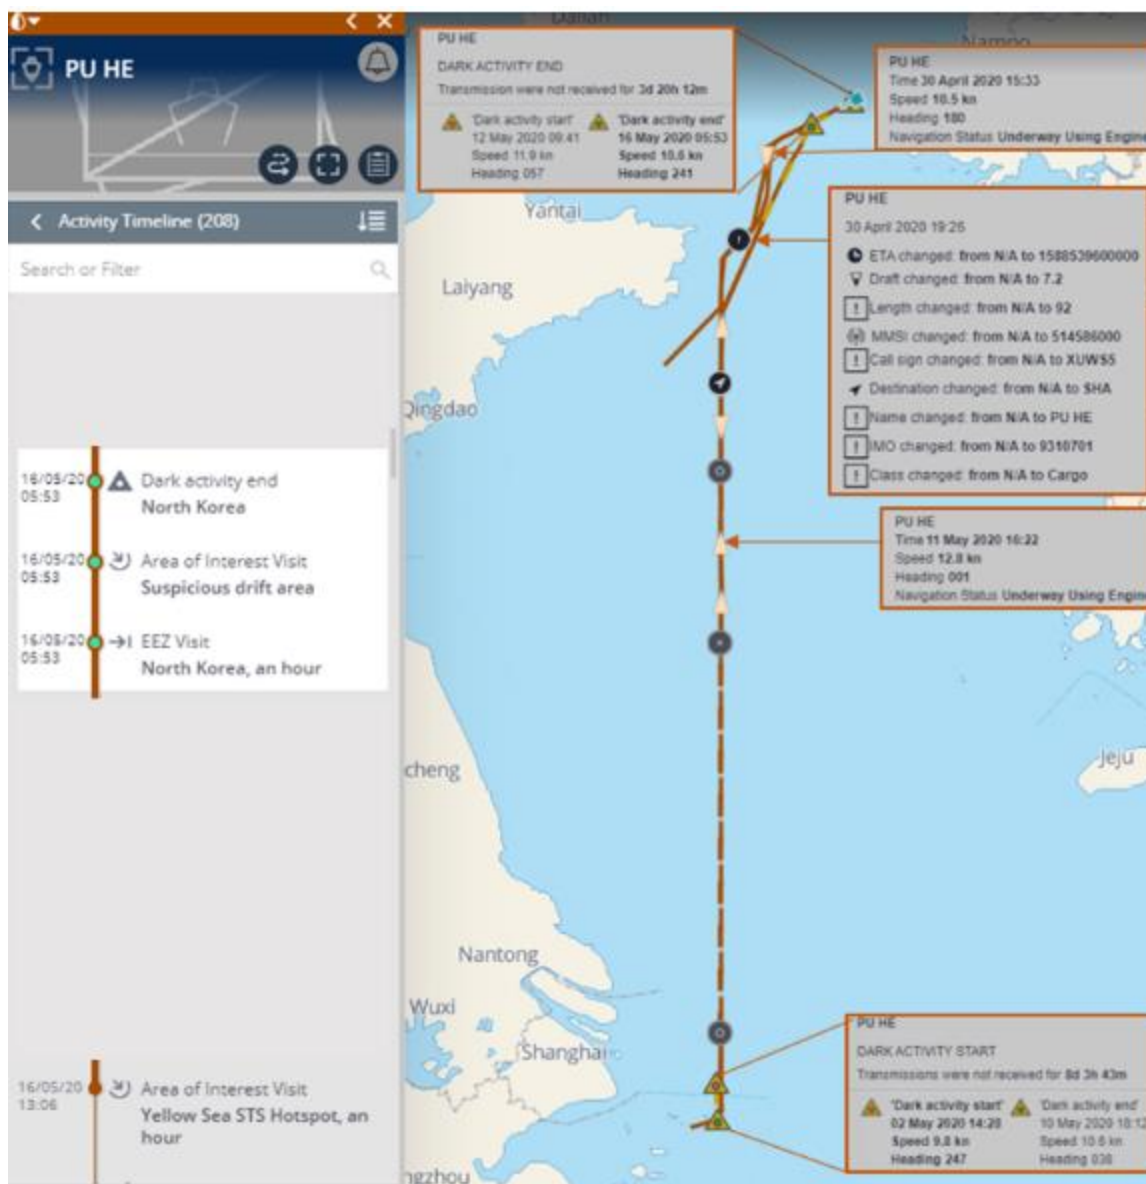 PU HE
Activity Timeline (208)
Search or Filter
16/05/20
05:53
Dark activity end
North Korea
16/05/20
05:53
Area of Interest Visit
Suspicious drift area
16/05/20
05:53
EEZ Visit
North Korea, an hour
16/05/20
13:06
Area of Interest Visit
Yellow Sea STS Hotspot, an
hour
Dalian
Nampo
PU HE
DARK ACTIVITY END
Transmission were not received for 3d 20h 12m
'Dark activity start'
12 May 2020 09:41
Speed 11.9 kn
Heading 057
'Dark activity end'
16 May 2020 05:53
Speed 10.6 kn
Heading 241
PU HE
Time 30 April 2020 15:33
Speed 10.5 kn
Heading 180
Navigation Status Underway Using Engine
Yantai
Laiyang
Qingdao
PU HE
30 April 2020 19:26
ETA changed: from N/A to 1588539600000
Draft changed: from N/A to 7.2
Length changed: from N/A to 92
MMSI changed: from N/A to 514586000
Call sign changed: from N/A to XUWS5
Destination changed: from N/A to SHA
Name changed: from N/A to PU HE
IMO changed: from N/A to 9310701
Class changed: from N/A to Cargo
PU HE
Time 11 May 2020 16:22
Speed 12.8 kn
Heading 001
Navigation Status Underway Using Engine
Jeju
cheng
Nantong
Wuxi
Shanghai
ngzhou
PU HE
DARK ACTIVITY START
Transmissions were not received for 8d 3h 43m
'Dark activity start'
02 May 2020 14:28
Speed 9.8 kn
Heading 247
'Dark activity end'
10 May 2020 18:12
Speed 10.6 kn
Heading 038